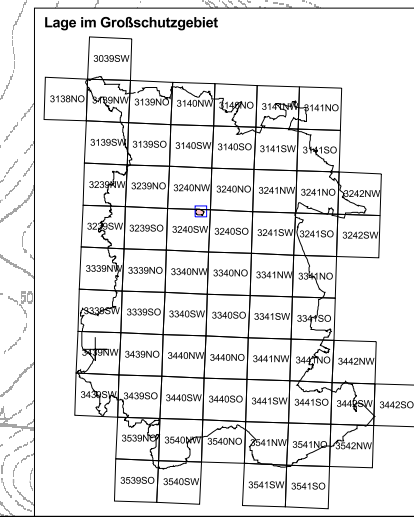 Lage im Großschutzgebiet
3039SW
3138NO 3139NW 3139NO 3140NW 3140NO 3141NW 3141NO
3139SW 3139SO 3140SW 3140SO 3141SW 3141SO
3239NW 3239NO 3240NW 3240NO 3241NW 3241NO 3242NW
3239SW 3239SO 3240SW 3240SO 3241SW 3241SO 3242SW
3339NW 3339NO 3340NW 3340NO 3341NW 3341NO
50
3339SW 3339SO 3340SW 3340SO 3341SW 3341SO
3439NW 3439NO 3440NW 3440NO 3441NW 3441NO 3442NW
3439SW 3439SO 3440SW 3440SO 3441SW 3441SO 3442SW 3442SO
3539NO 3540NW 3540NO 3541NW 3541NO 3542NW
3539SO 3540SW 3541SW 3541SO